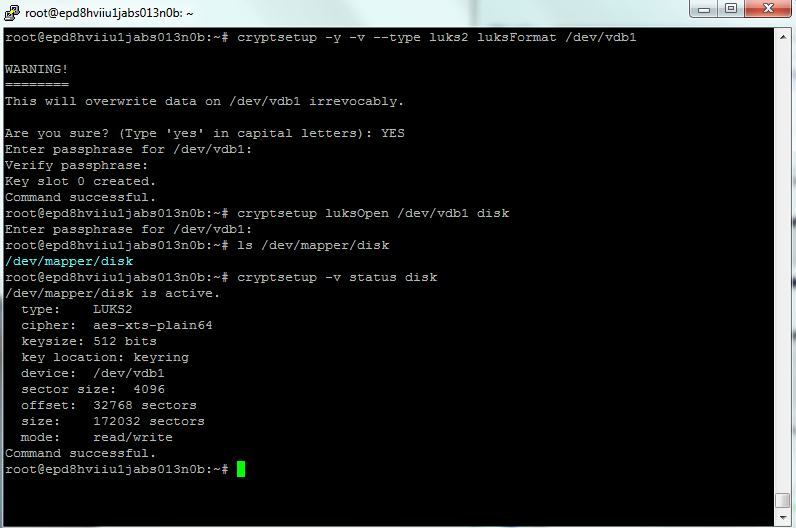 root@epd8hviiu1jabs013n0b: ~
root@epd8hviiu1jabs013n0b:~# cryptsetup -y -v --type luks2 luksFormat /dev/vdb1
WARNING!
========
This will overwrite data on /dev/vdb1 irrevocably.
Are you sure? (Type 'yes' in capital letters): YES
Enter passphrase for /dev/vdb1:
Verify passphrase:
Key slot 0 created.
Command successful.
root@epd8hviiu1jabs013n0b:~# cryptsetup luksOpen /dev/vdb1 disk
Enter passphrase for /dev/vdb1:
root@epd8hviiu1jabs013n0b:~# ls /dev/mapper/disk
/dev/mapper/disk
root@epd8hviiu1jabs013n0b:~# cryptsetup -v status disk
/dev/mapper/disk is active.
  type:    LUKS2
  cipher:  aes-xts-plain64
  keysize: 512 bits
  key location: keyring
  device:  /dev/vdb1
  sector size:  4096
  offset:  32768 sectors
  size:    172032 sectors
  mode:    read/write
Command successful.
root@epd8hviiu1jabs013n0b:~#